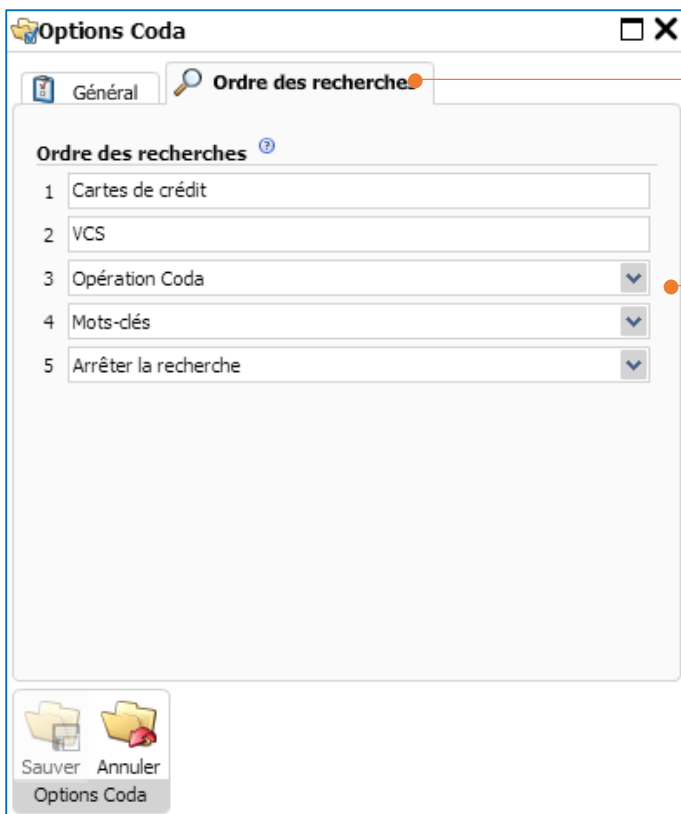 Options Coda
Général
Ordre des recherches
Ordre des recherches
1 Cartes de crédit
2 VCS
3 Opération Coda
4 Mots-clés
5 Arrêter la recherche
Sauver Annuler
Options Coda